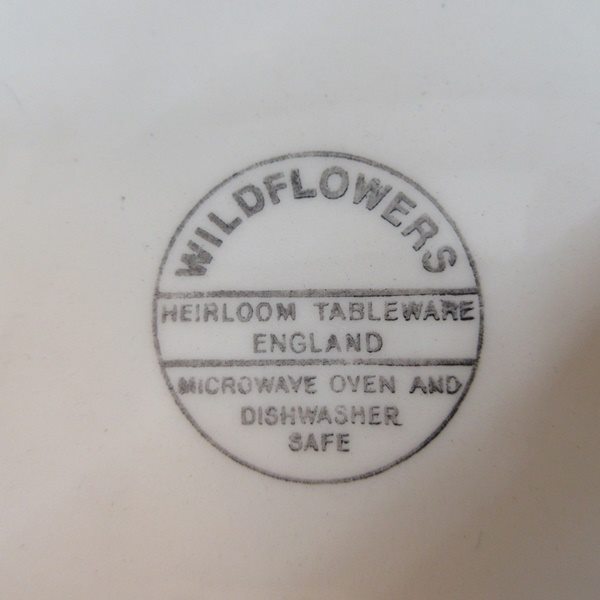 WILDFLOWERS
HEIRLOOM TABLEWARE
ENGLAND
MICROWAVE OVEN AND
DISHWASHER
SAFE